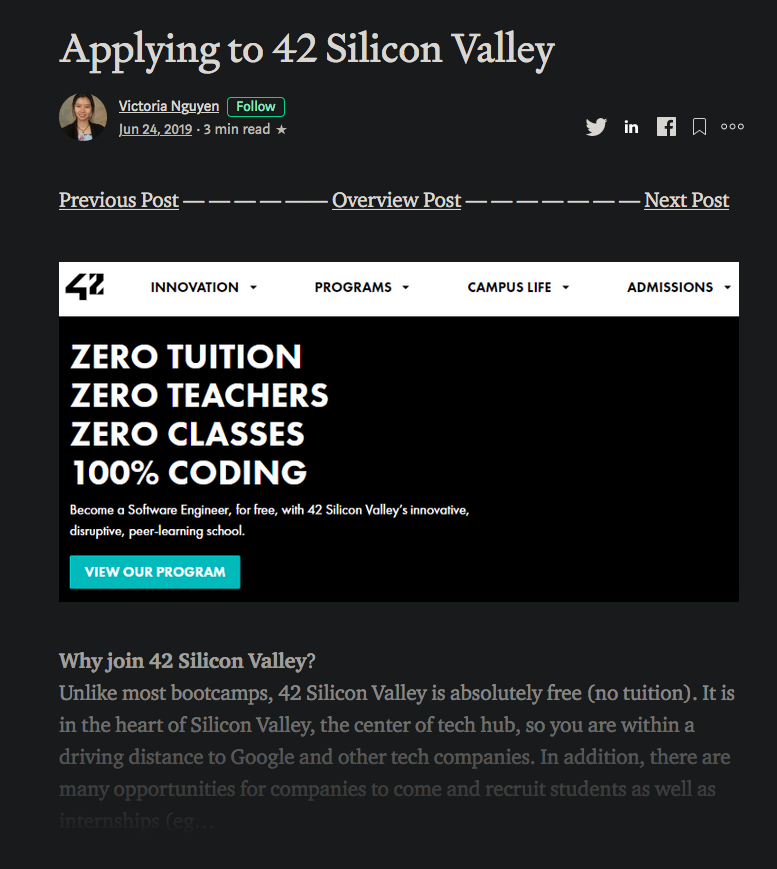 Applying to 42 Silicon Valley
Victoria Nguyen Follow
Jun 24, 2019 · 3 min read ★
in
Previous Post — — — — —— Overview Post — — — — — — — Next Post
42 INNOVATION PROGRAMS CAMPUS LIFE ADMISSIONS
ZERO TUITION
ZERO TEACHERS
ZERO CLASSES
100% CODING
Become a Software Engineer, for free, with 42 Silicon Valley's innovative,
disruptive, peer-learning school.
VIEW OUR PROGRAM
Why join 42 Silicon Valley?
Unlike most bootcamps, 42 Silicon Valley is absolutely free (no tuition). It is
in the heart of Silicon Valley, the center of tech hub, so you are within a
driving distance to Google and other tech companies. In addition, there are
many opportunities for companies to come and recruit students as well as
internships (eg…